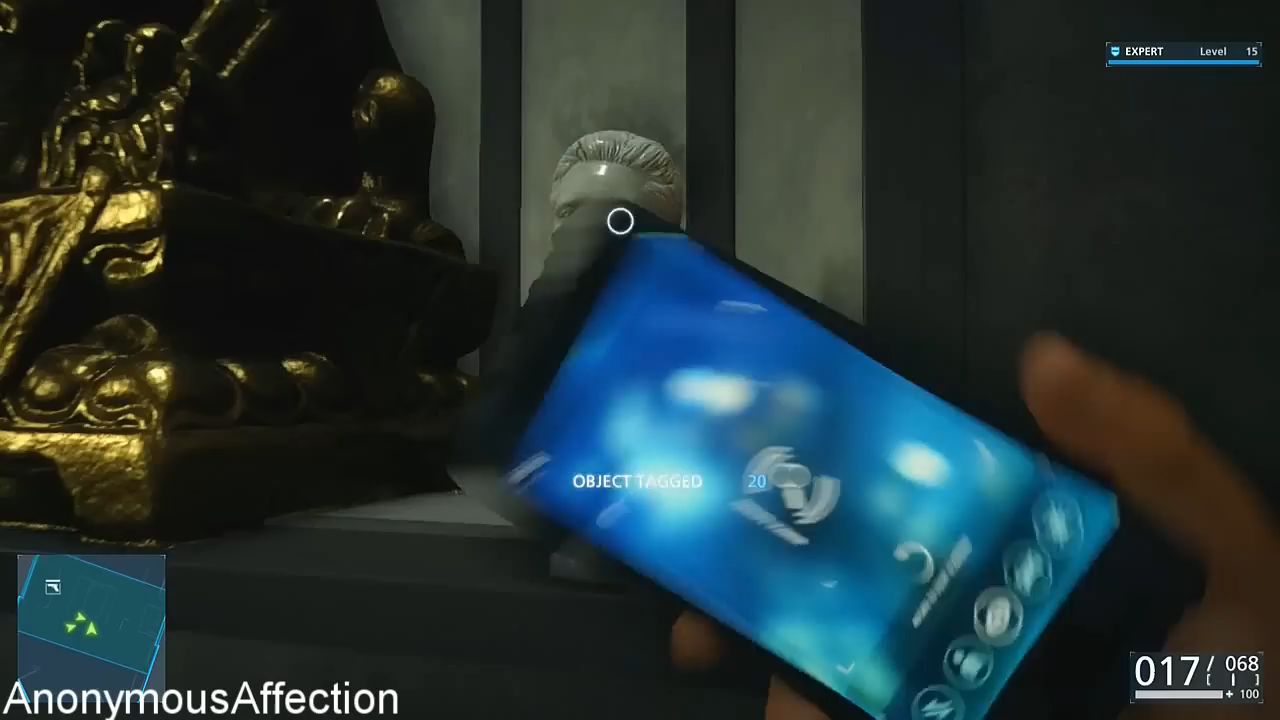 EXPERT Level 15
OBJECT TAGGED 20
017 / 068
+ 100
AnonymousAffection